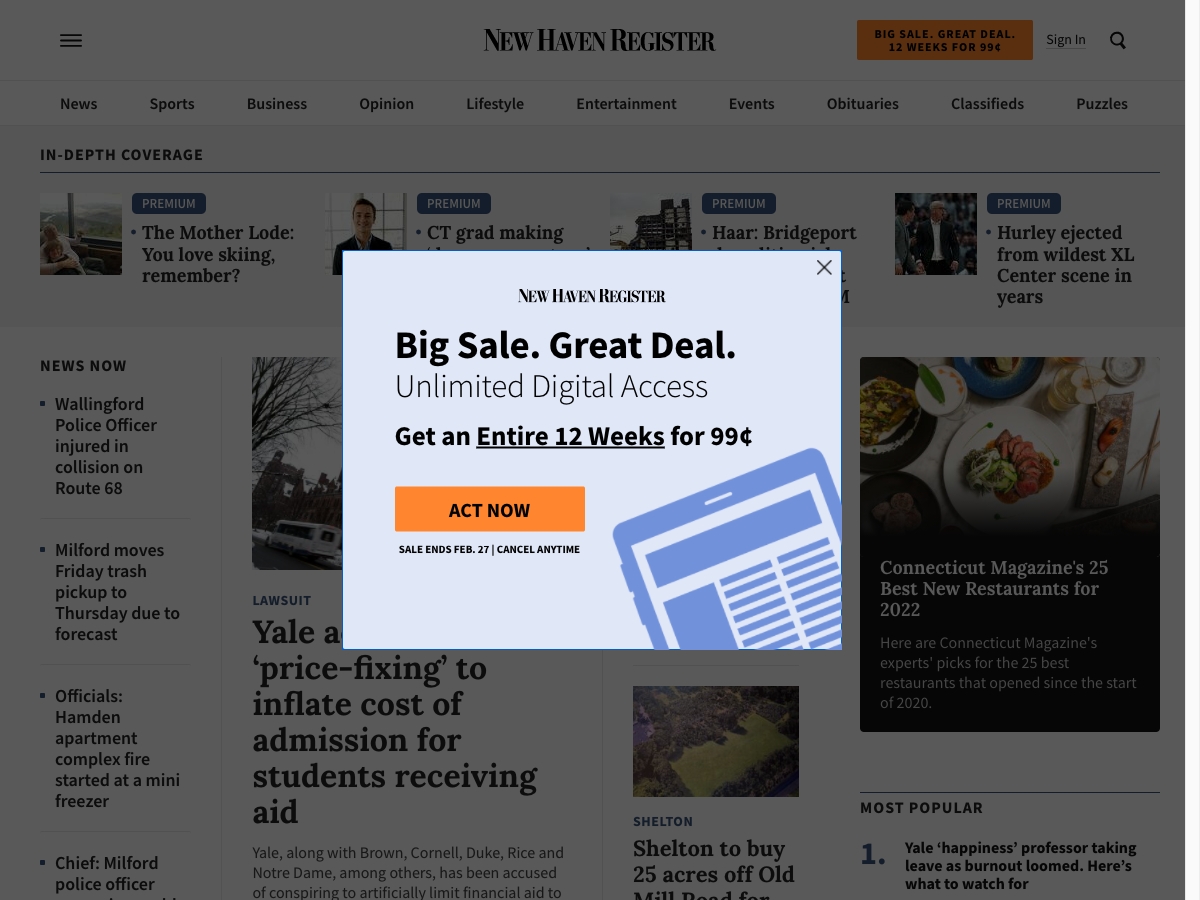 NEW HAVEN REGISTER
BIG SALE. GREAT DEAL.
12 WEEKS FOR 99¢
Sign In
News
Sports
Business
Opinion
Lifestyle
Entertainment
Events
Obituaries
Classifieds
Puzzles
IN-DEPTH COVERAGE
PREMIUM
The Mother Lode:
You love skiing,
remember?
PREMIUM
CT grad making
PREMIUM
Haar: Bridgeport
PREMIUM
Hurley ejected
from wildest XL
Center scene in
years
NEW HAVEN REGISTER
Big Sale. Great Deal.
Unlimited Digital Access
Get an Entire 12 Weeks for 99¢
ACT NOW
SALE ENDS FEB. 27 | CANCEL ANYTIME
NEWS NOW
Wallingford
Police Officer
injured in
collision on
Route 68
Milford moves
Friday trash
pickup to
Thursday due to
forecast
Officials:
Hamden
apartment
complex fire
started at a mini
freezer
Chief: Milford
police officer
LAWSUIT
Yale
‘price-fixing’ to
inflate cost of
admission for
students receiving
aid
Yale, along with Brown, Cornell, Duke, Rice and
Notre Dame, among others, has been accused
of conspiring to artificially limit financial aid to
SHELTON
Shelton to buy
25 acres off Old
Mill Road for
Connecticut Magazine's 25
Best New Restaurants for
2022
Here are Connecticut Magazine's
experts' picks for the 25 best
restaurants that opened since the start
of 2020.
MOST POPULAR
1.
Yale ‘happiness’ professor taking
leave as burnout loomed. Here’s
what to watch for